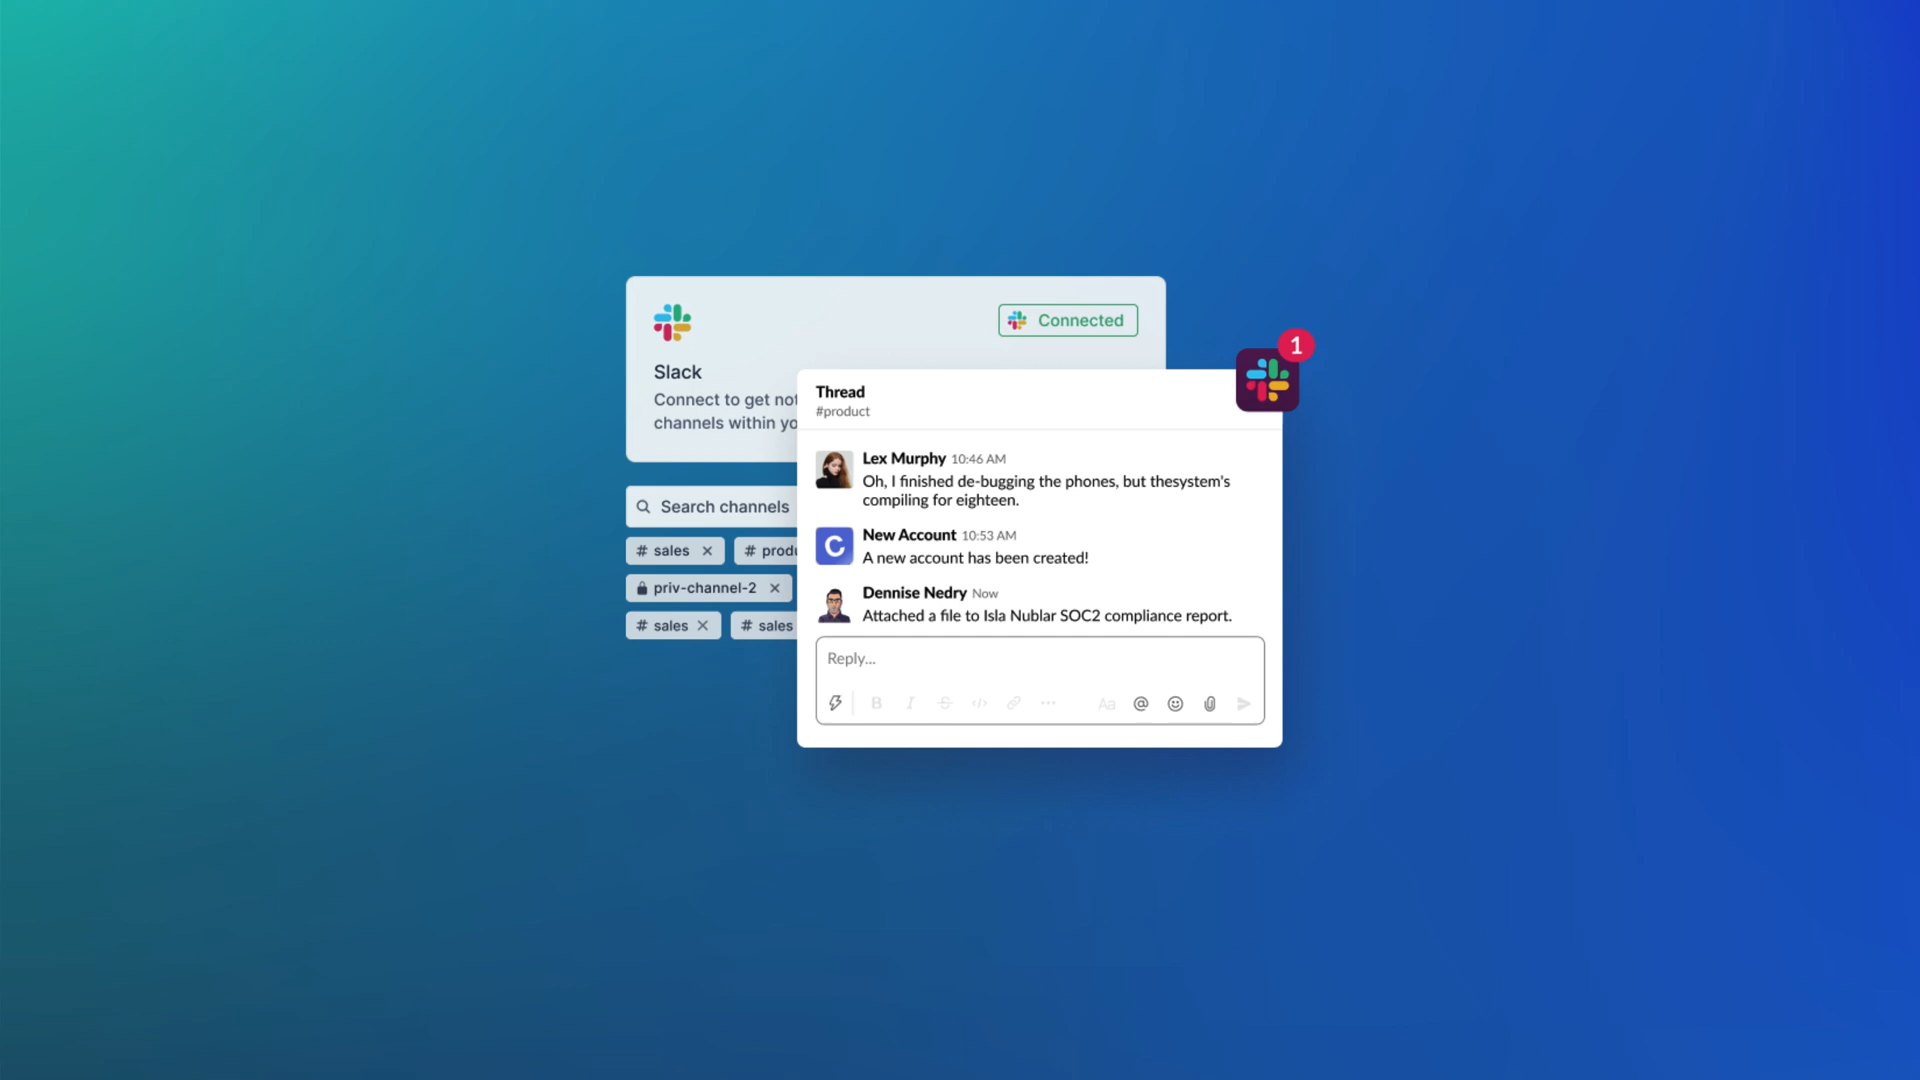 Connected
Slack
Connect to get not
channels within yo
Search channels
# sales
# produ
priv-channel-2
# sales
# sales
1
Thread
#product
Lex Murphy 10:46 AM
Oh, I finished de-bugging the phones, but thesystem's
compiling for eighteen.
C
New Account 10:53 AM
A new account has been created!
Dennise Nedry Now
Attached a file to Isla Nublar SOC2 compliance report.
Reply...
B I S </> Aa @